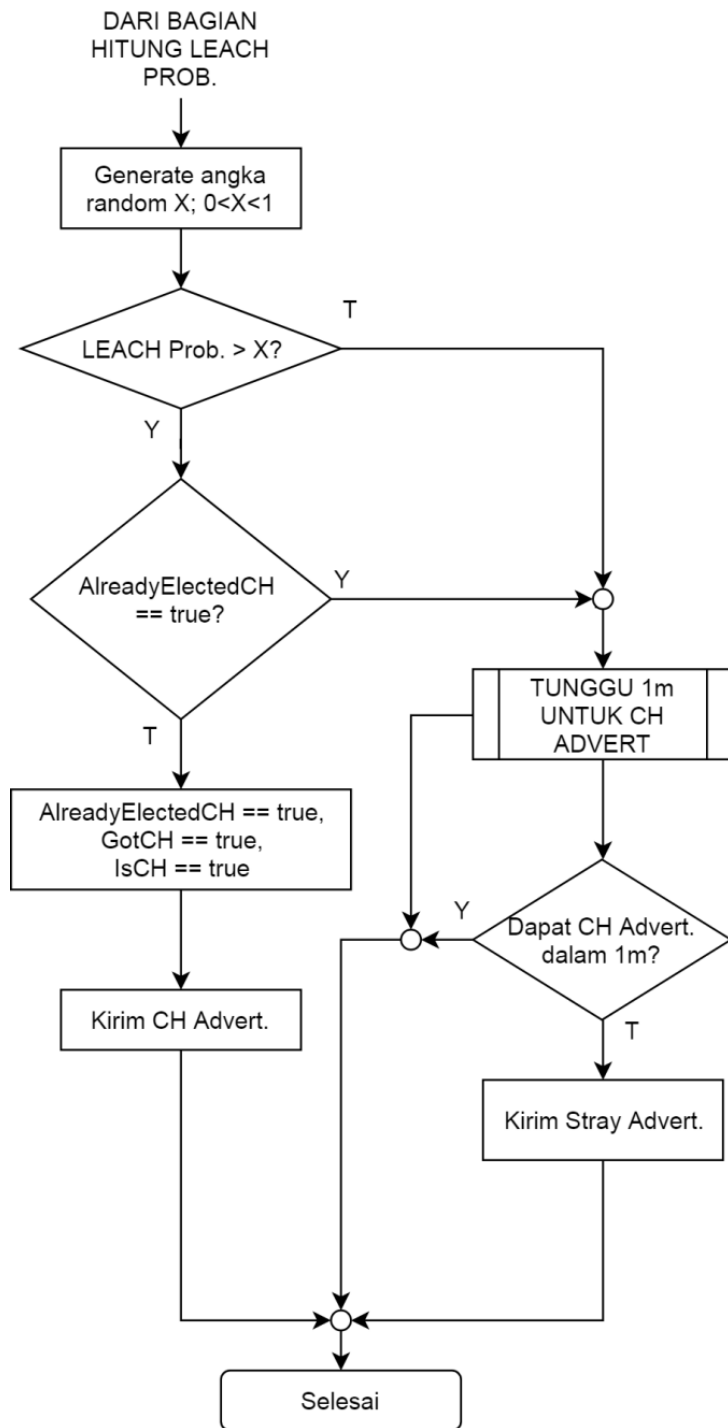 DARI BAGIAN
HITUNG LEACH
PROB.
Generate angka
random X; 0<X<1
T
LEACH Prob. > X?
Y
AlreadyElectedCH
== true?
Y
T
TUNGGU 1m
UNTUK CH
ADVERT
AlreadyElectedCH == true,
GotCH == true,
IsCH == true
Y
Dapat CH Advert.
dalam 1m?
T
Kirim CH Advert.
Kirim Stray Advert.
Selesai